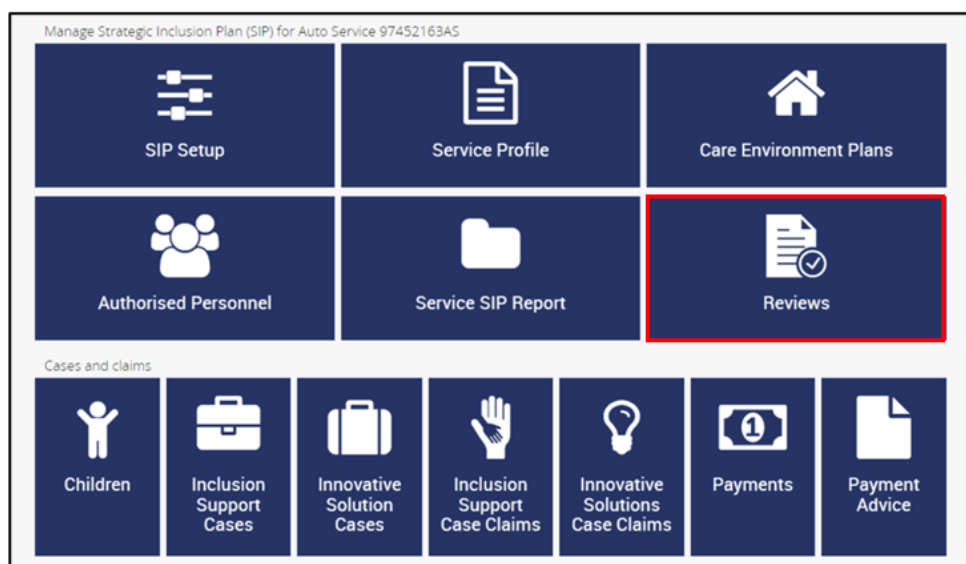 Manage Strategic Inclusion Plan (SIP) for Auto Service 97452163AS
SIP Setup
Service Profile
Care Environment Plans
Authorised Personnel
Service SIP Report
Reviews
Cases and claims
Children
Inclusion
Support
Cases
Innovative
Solution
Cases
Inclusion
Support
Case Claims
Innovative
Solutions
Case Claims
1
Payments
Payment
Advice